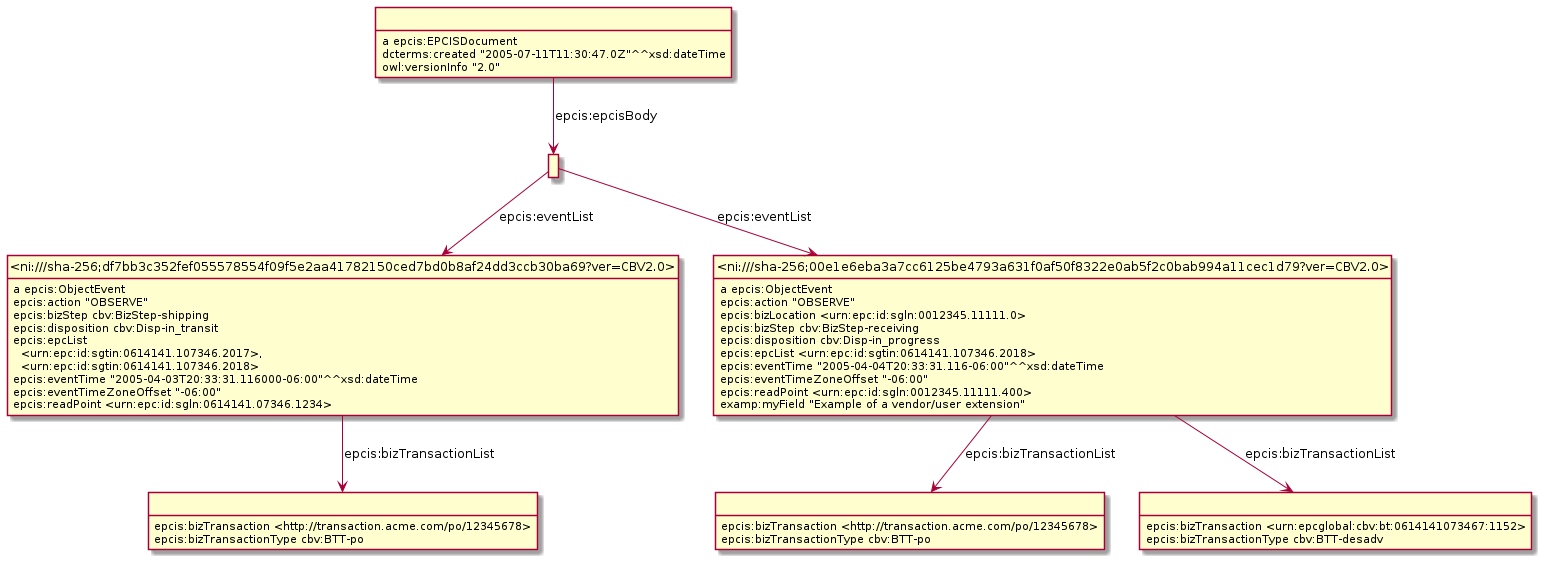 a epcis:EPCISDocument
dcterms:created "2005-07-11T11:30:47.0Z"^^xsd:dateTime
owl:versionInfo "2.0"
epcis:epcisBody
epcis:eventList
epcis:eventList
<ni:///sha-256;df7bb3c352fef055578554f09f5e2aa41782150ced7bd0b8af24dd3ccb30ba69?ver=CBV2.0>
a epcis:ObjectEvent
epcis:action "OBSERVE"
epcis:bizStep cbv:BizStep-shipping
epcis:disposition cbv:Disp-in_transit
epcis:epcList
<urn:epc:id:sgtin:0614141.107346.2017>,
<urn:epc:id:sgtin:0614141.107346.2018>
epcis:eventTime "2005-04-03T20:33:31.116000-06:00"^^xsd:dateTime
epcis:eventTimeZoneOffset "-06:00"
epcis:readPoint <urn:epc:id:sgln:0614141.07346.1234>
<ni:///sha-256;00e1e6eba3a7cc6125be4793a631f0af50f8322e0ab5f2c0bab994a11cec1d79?ver=CBV2.0>
a epcis:ObjectEvent
epcis:action "OBSERVE"
epcis:bizLocation <urn:epc:id:sgln:0012345.11111.0>
epcis:bizStep cbv:BizStep-receiving
epcis:disposition cbv:Disp-in_progress
epcis:epcList <urn:epc:id:sgtin:0614141.107346.2018>
epcis:eventTime "2005-04-04T20:33:31.116-06:00"^^xsd:dateTime
epcis:eventTimeZoneOffset "-06:00"
epcis:readPoint <urn:epc:id:sgln:0012345.11111.400>
examp:myField "Example of a vendor/user extension"
epcis:bizTransactionList
epcis:bizTransactionList
epcis:bizTransactionList
epcis:bizTransaction <http://transaction.acme.com/po/12345678>
epcis:bizTransactionType cbv:BTT-po
epcis:bizTransaction <http://transaction.acme.com/po/12345678>
epcis:bizTransactionType cbv:BTT-po
epcis:bizTransaction <urn:epcglobal:cbv:bt:0614141073467:1152>
epcis:bizTransactionType cbv:BTT-desadv